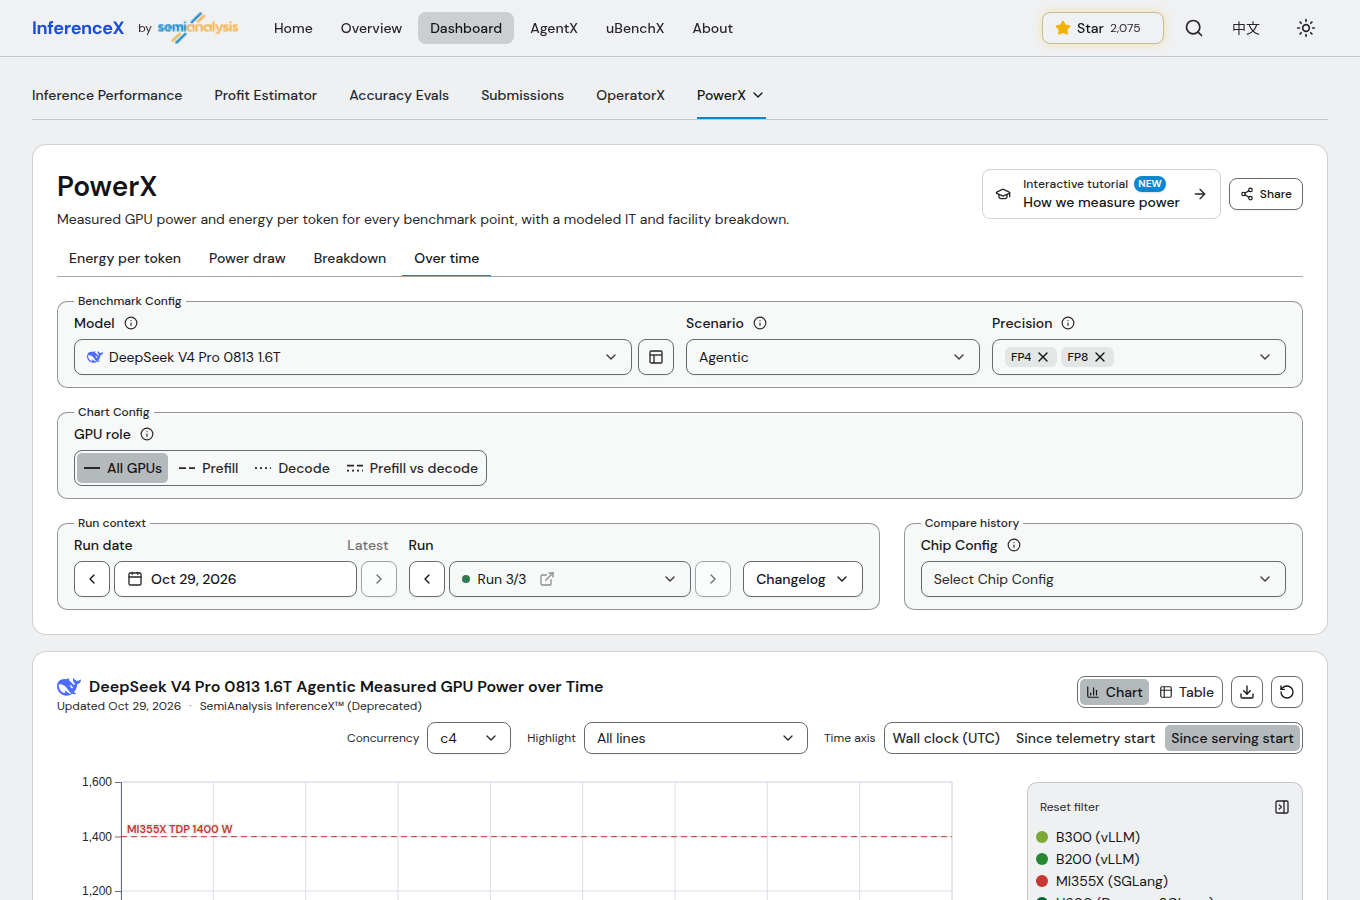 InferenceX by semianalysis Home Overview Dashboard AgentX uBenchX About Star 2,075 中文
Inference Performance Profit Estimator Accuracy Evals Submissions OperatorX PowerX
PowerX
Measured GPU power and energy per token for every benchmark point, with a modeled IT and facility breakdown.
Interactive tutorial NEW
How we measure power
Share
Energy per token Power draw Breakdown Over time
Benchmark Config
Model Scenario Precision
DeepSeek V4 Pro 0813 1.6T Agentic FP4 FP8
Chart Config
GPU role
All GPUs Prefill Decode Prefill vs decode
Run context
Run date Latest Run
Oct 29, 2026 Run 3/3 Changelog
Compare history
Chip Config
Select Chip Config
DeepSeek V4 Pro 0813 1.6T Agentic Measured GPU Power over Time
Updated Oct 29, 2026 · SemiAnalysis InferenceX™ (Deprecated)
Chart Table
Concurrency c4 Highlight All lines Time axis Wall clock (UTC) Since telemetry start Since serving start
1,600
MI355X TDP 1400 W
1,400
1,200
Reset filter
B300 (vLLM)
B200 (vLLM)
MI355X (SGLang)